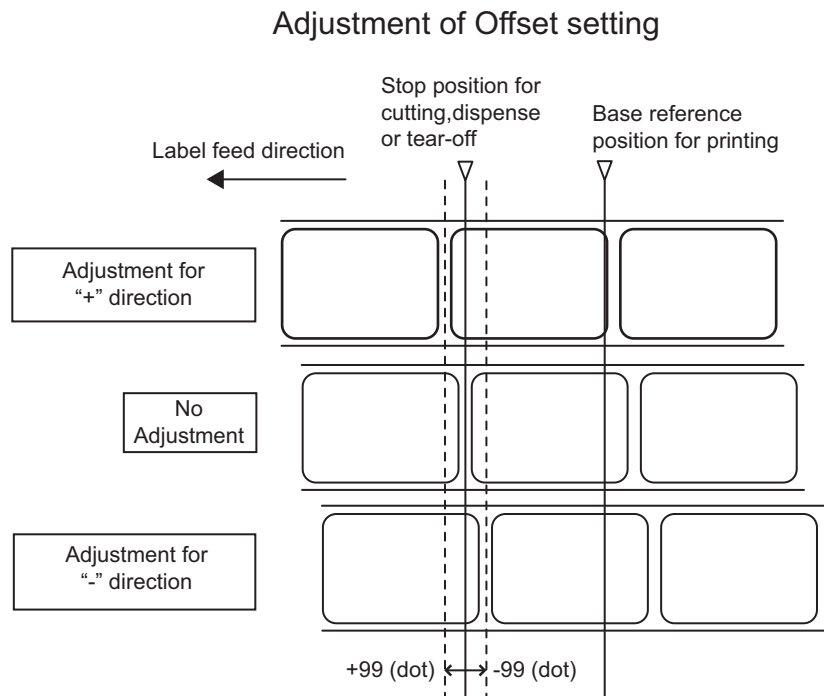 Adjustment of Offset setting
Stop position for
cutting,dispense
or tear-off
Base reference
position for printing
Label feed direction
Adjustment for
“+” direction
No
Adjustment
Adjustment for
“-” direction
+99 (dot)
-99 (dot)